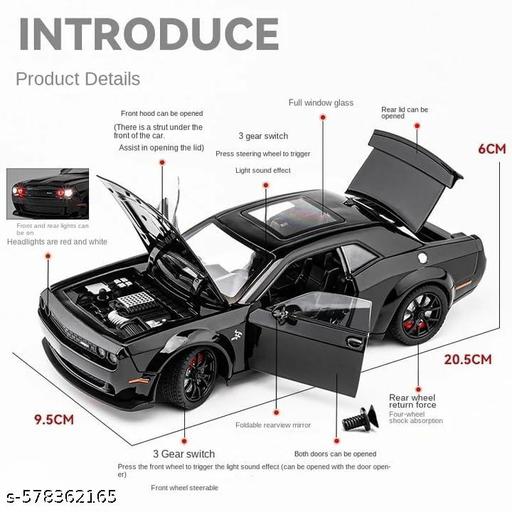 INTRODUCE
Product Details
Front hood can be opened
(There is a strut under the
front of the car.
Assist in opening the lid)
3 gear switch
Press steering wheel to trigger
Light sound effect
Full window glass
Rear lid can be
opened
6CM
Front and rear lights can
be on
Headlights are red and white
20.5CM
9.5CM
Rear wheel
return force
Four-wheel
shock absorption
Foldable rearview mirror
3 Gear switch
Both doors can be opened
Press the front wheel to trigger the light sound effect (can be opened with the door open-
er)
Front wheel steerable
s-578362165